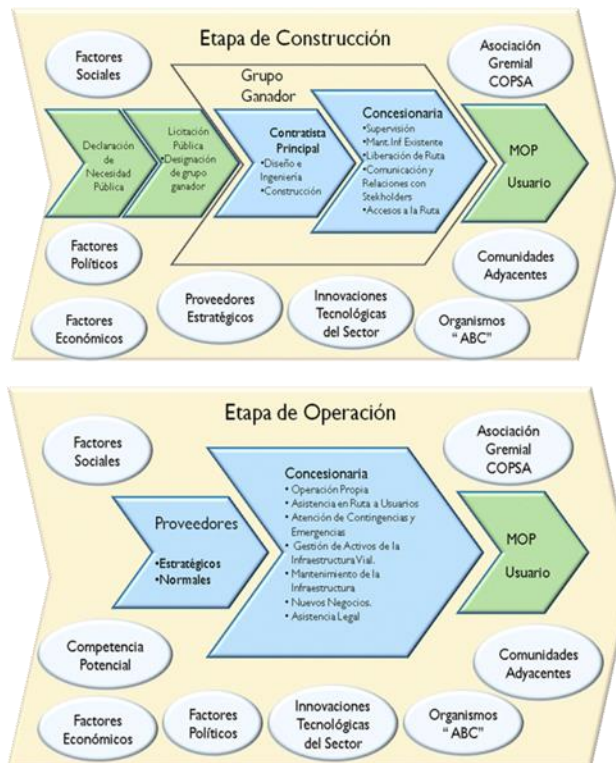 Etapa de Construcción
Factores
Sociales
Asociación
Gremial
COPSA
Grupo
Ganador
Declaración
de
Necesidad
Pública
Licitación
Pública
•Designación
de grupo
ganador
Contratista
Principal
•Diseño e
Ingeniería
•Construcción
Concesionaria
•Supervisión
•Mant.Inf Existente
•Liberación de Ruta
•Comunicación y
Relaciones con
Stekholders
•Accesos a la Ruta
MOP
Usuario
Factores
Políticos
Factores
Económicos
Proveedores
Estratégicos
Innovaciones
Tecnológicas
del Sector
Comunidades
Adyacentes
Organismos
“ ABC”
Etapa de Operación
Factores
Sociales
Asociación
Gremial
COPSA
Proveedores
•Estratégicos
•Normales
Concesionaria
• Operación Propia
• Asistencia en Ruta a Usuarios
• Atención de Contingencias y
Emergencias
• Gestión de Activos de la
Infraestructura Vial.
• Mantenimiento de la
Infraestructura
• Nuevos Negocios.
• Asistencia Legal
MOP
Usuario
Competencia
Potencial
Factores
Económicos
Factores
Políticos
Innovaciones
Tecnológicas
del Sector
Organismos
“ ABC”
Comunidades
Adyacentes